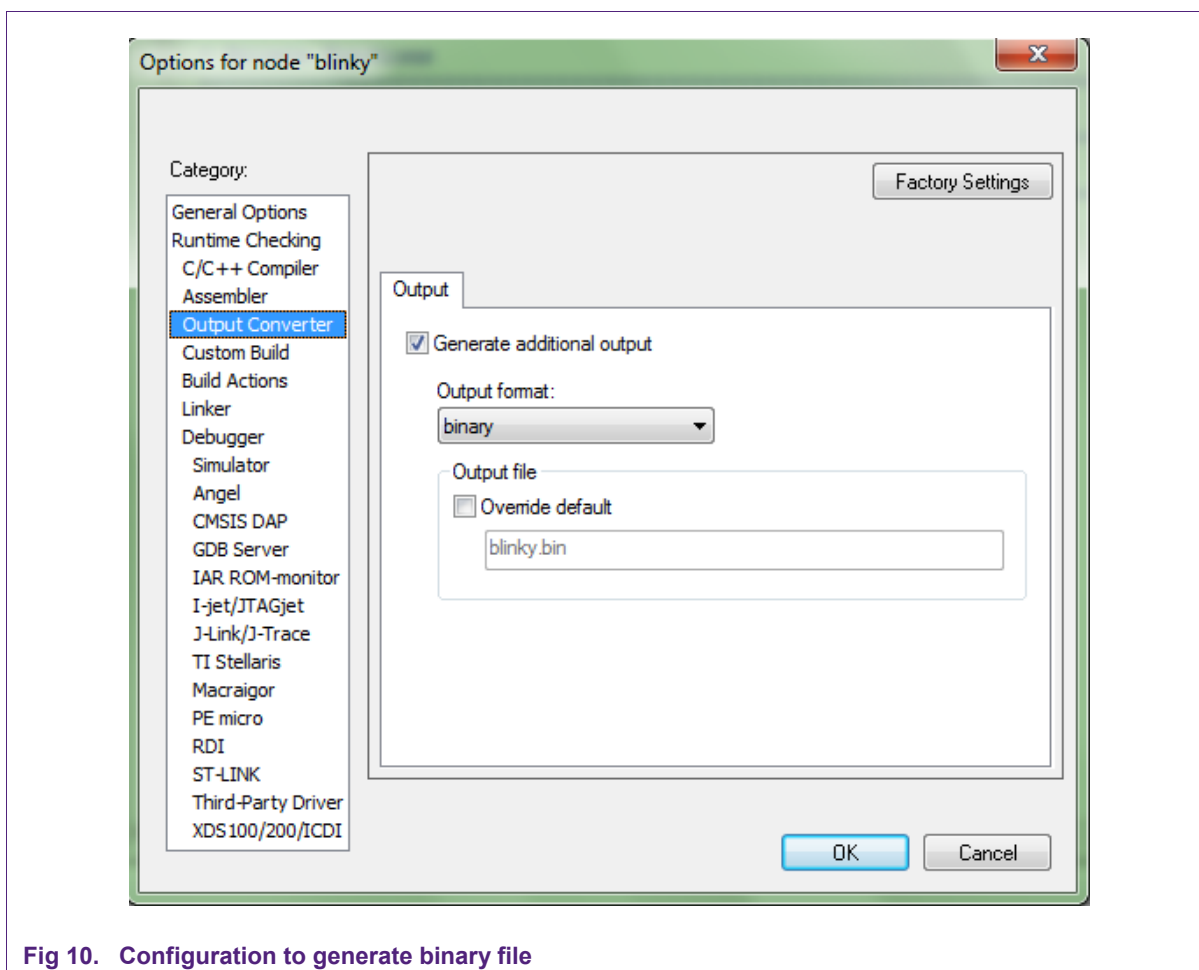 Options for node "blinky"
Category:
General Options
Runtime Checking
C/C++ Compiler
Assembler
Output Converter
Custom Build
Build Actions
Linker
Debugger
Simulator
Angel
CMSIS DAP
GDB Server
IAR ROM-monitor
I-jet/JTAGjet
J-Link/J-Trace
TI Stellaris
Macraigor
PE micro
RDI
ST-LINK
Third-Party Driver
XDS100/200/ICDI
Factory Settings
Output
Generate additional output
Output format:
binary
Output file
Override default
blinky.bin
OK
Cancel
Fig 10. Configuration to generate binary file